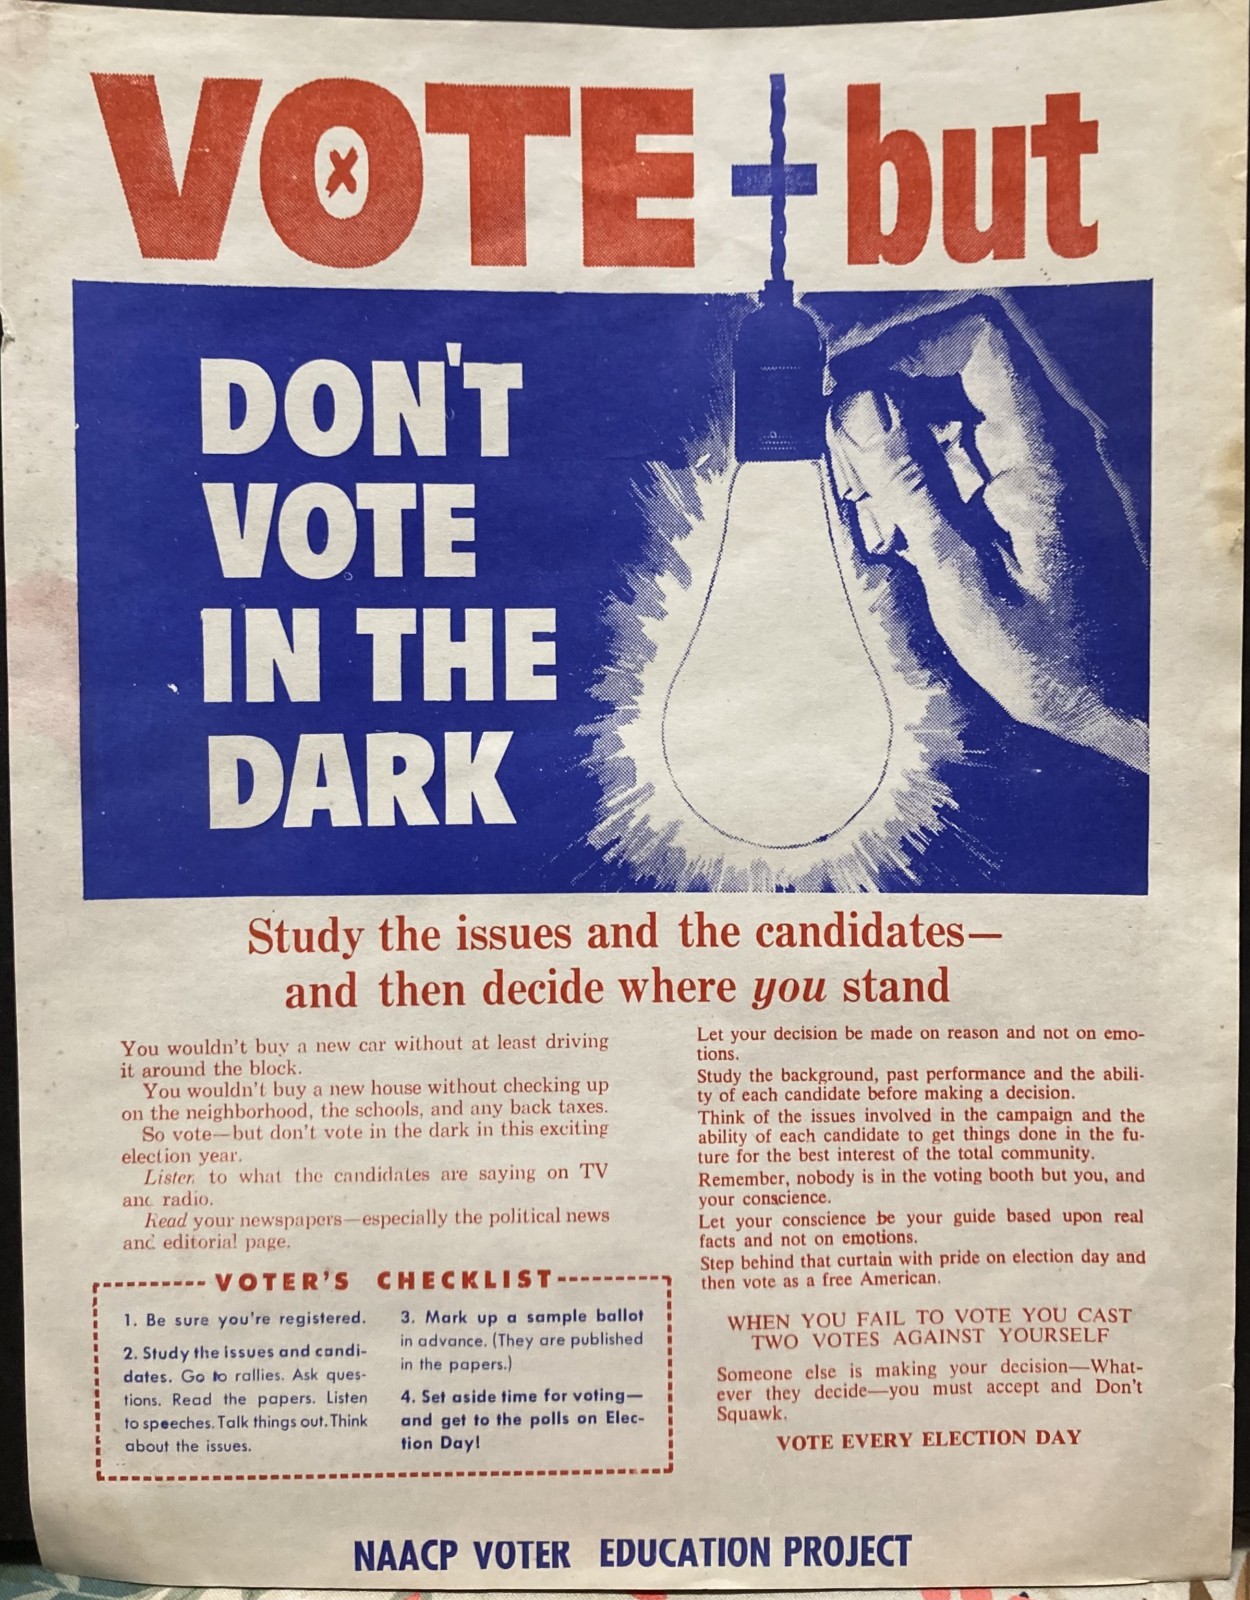 VOTE - but
DON'T
VOTE
IN THE
DARK
Study the issues and the candidates—
and then decide where you stand
You wouldn't buy a new car without at least driving
it around the block.
You wouldn't buy a new house without checking up
on the neighborhood, the schools, and any back taxes.
So vote—but don't vote in the dark in this exciting
election year.
Listen to what the candidates are saying on TV
and radio.
Read your newspapers—especially the political news
and editorial page.
VOTER'S CHECKLIST
1. Be sure you're registered.
2. Study the issues and candi-
dates. Go to rallies. Ask ques-
tions. Read the papers. Listen
to speeches. Talk things out. Think
about the issues.
3. Mark up a sample ballot
in advance. (They are published
in the papers.)
4. Set aside time for voting—
and get to the polls on Elec-
tion Day!
Let your decision be made on reason and not on emo-
tions.
Study the background, past performance and the abili-
ty of each candidate before making a decision.
Think of the issues involved in the campaign and the
ability of each candidate to get things done in the fu-
ture for the best interest of the total community.
Remember, nobody is in the voting booth but you, and
your conscience.
Let your conscience be your guide based upon real
facts and not on emotions.
Step behind that curtain with pride on election day and
then vote as a free American.
WHEN YOU FAIL TO VOTE YOU CAST
TWO VOTES AGAINST YOURSELF
Someone else is making your decision—What-
ever they decide—you must accept and Don't
Squawk.
VOTE EVERY ELECTION DAY
NAACP VOTER EDUCATION PROJECT